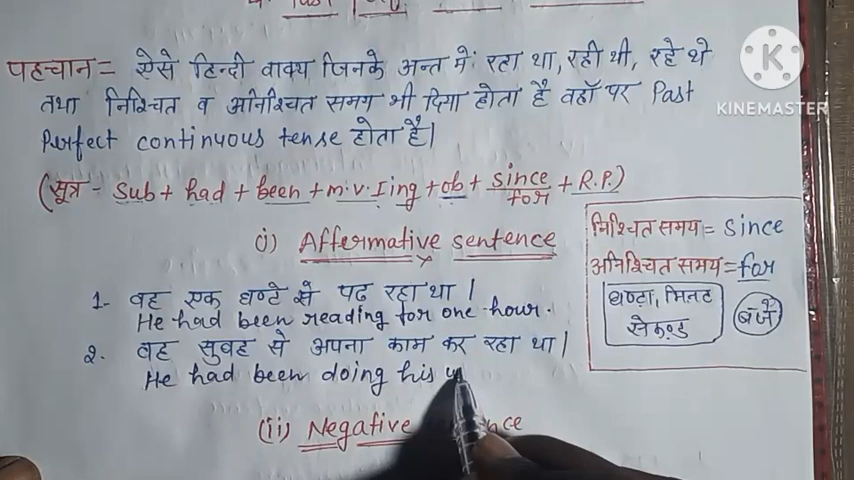 पहचान = ऐसे हिन्दी वाक्य जिनके अन्त में रहा था, रही थी, रहे थे
तथा निश्चित व अनिश्चित समय भी दिया होता है वहाँ पर Past
Perfect continuous tense होता है।
(सूत्र - Sub + had + been + m.v. I ing + ob + since/for + R.P.)
(i) Affermative sentence
1- वह एक घण्टे से पढ़ रहा था।
He had been reading for one hour.
2. वह सुबह से अपना काम कर रहा था।
He had been doing his
(ii) Negative
निश्चित समय = since
अनिश्चित समय = for
घण्टा, मिनट
सेकण्ड
बजे
KINEMASTER